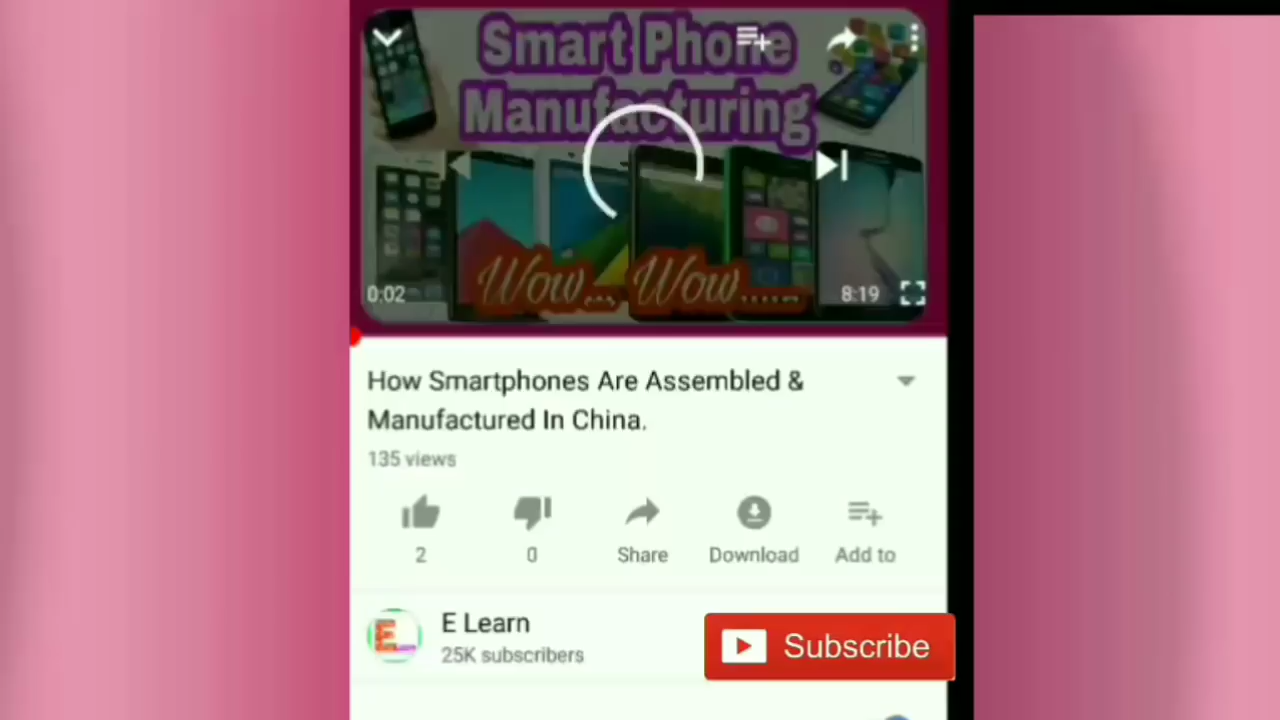 Smart Phone
Manufacturing
Wow... Wow......
0:02
8:19
How Smartphones Are Assembled &
Manufactured In China.
135 views
2
0
Share
Download
Add to
E Learn
25K subscribers
Subscribe